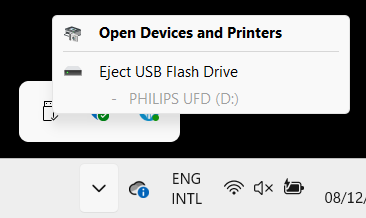 Open Devices and Printers
Eject USB Flash Drive
- PHILIPS UFD (D:)
ENG
INTL
08/12/